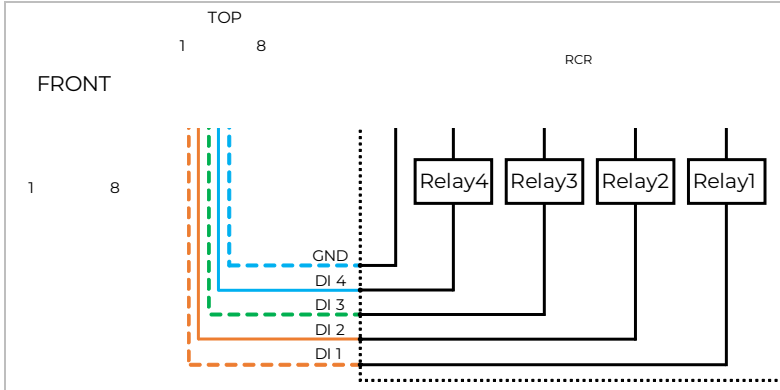 TOP
1 8
RCR
FRONT
1 8
Relay4 Relay3 Relay2 Relay1
GND
DI 4
DI 3
DI 2
DI 1